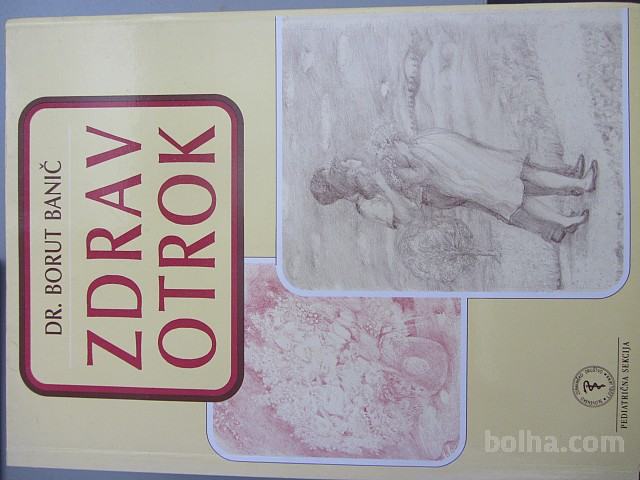 DR. BORUT BANIČ
ZDRAV
OTROK
PEDIATRIČNA SEKCIJA
bolha.com